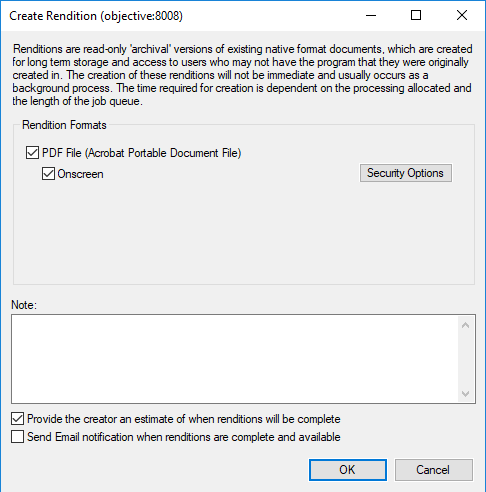 Create Rendition (objective:8008)
Renditions are read-only 'archival' versions of existing native format documents, which are created
for long term storage and access to users who may not have the program that they were originally
created in. The creation of these renditions will not be immediate and usually occurs as a
background process. The time required for creation is dependent on the processing allocated and
the length of the job queue.
Rendition Formats
PDF File (Acrobat Portable Document File)
Onscreen
Security Options
Note:
Provide the creator an estimate of when renditions will be complete
Send Email notification when renditions are complete and available
OK
Cancel